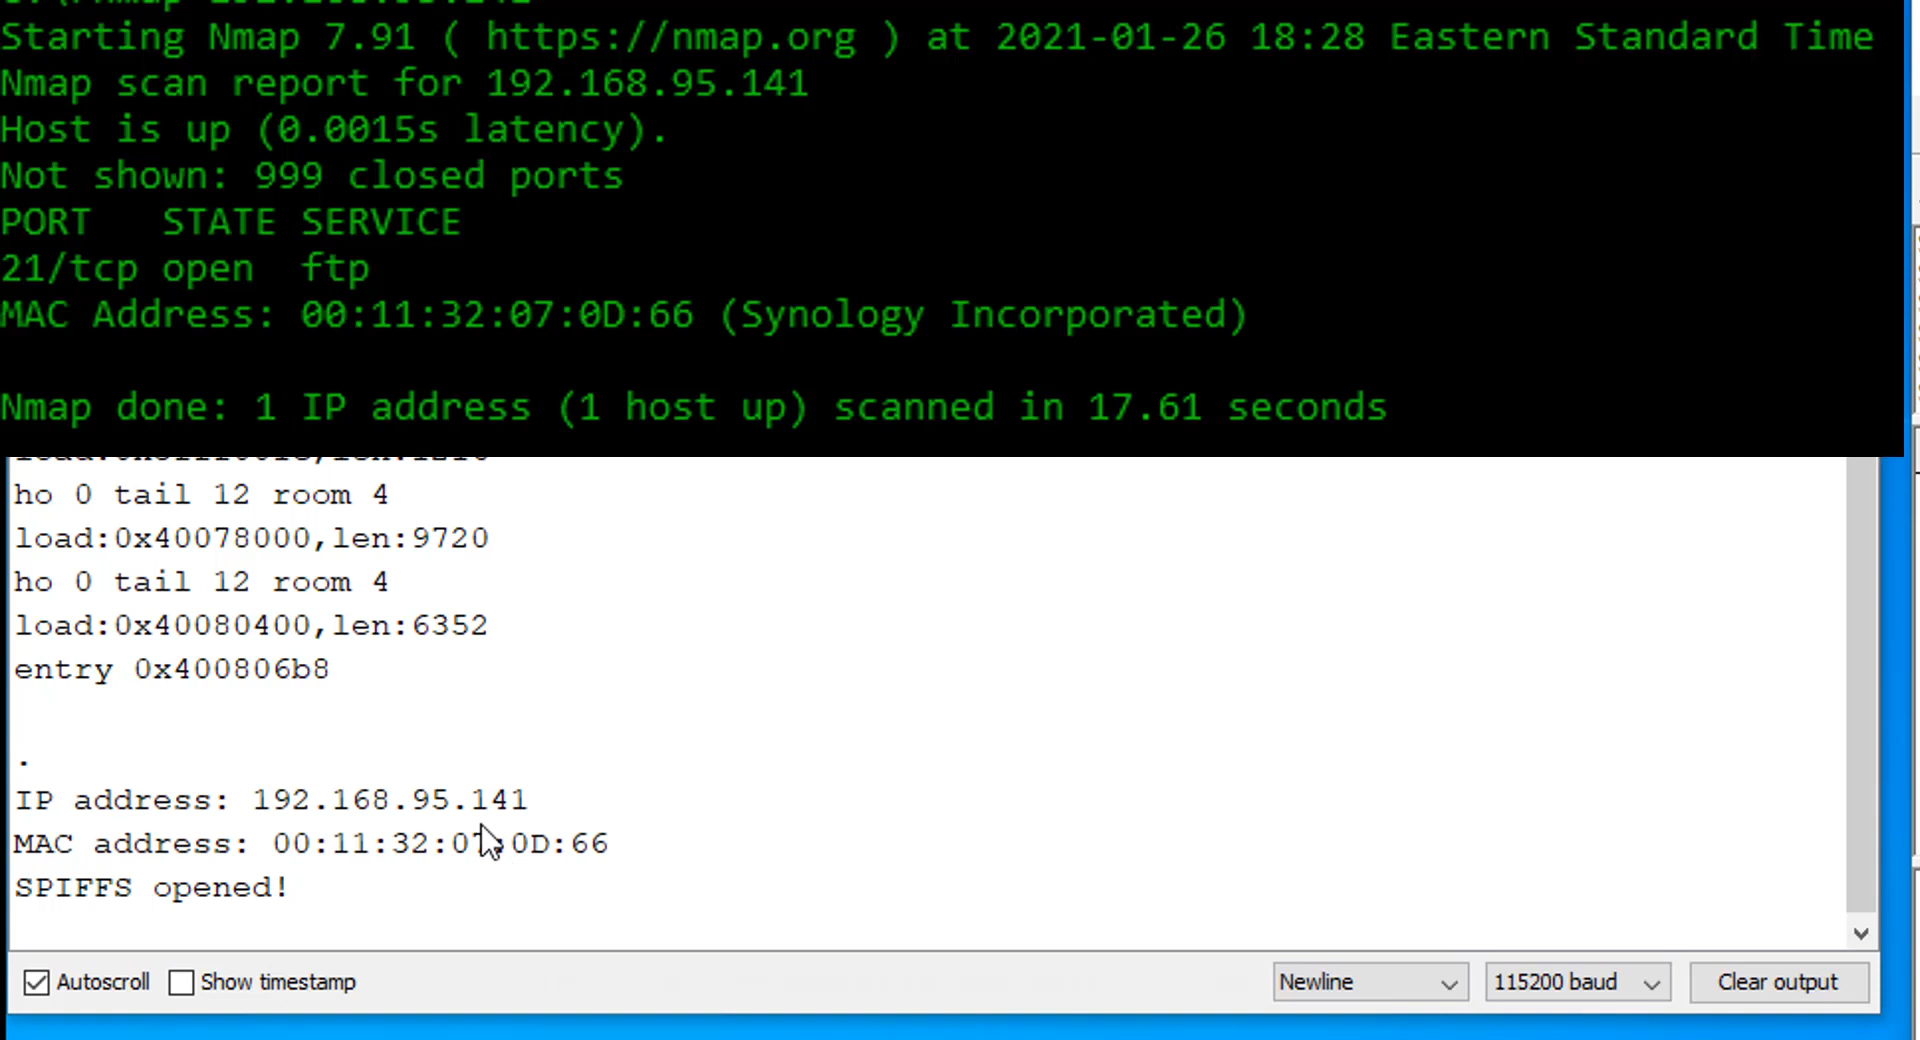 Starting Nmap 7.91 ( https://nmap.org ) at 2021-01-26 18:28 Eastern Standard Time
Nmap scan report for 192.168.95.141
Host is up (0.0015s latency).
Not shown: 999 closed ports
PORT   STATE SERVICE
21/tcp open  ftp
MAC Address: 00:11:32:07:0D:66 (Synology Incorporated)
Nmap done: 1 IP address (1 host up) scanned in 17.61 seconds
ho 0 tail 12 room 4
load:0x40078000,len:9720
ho 0 tail 12 room 4
load:0x40080400,len:6352
entry 0x400806b8
.
IP address: 192.168.95.141
MAC address: 00:11:32:07:0D:66
SPIFFS opened!
Autoscroll Show timestamp Newline 115200 baud Clear output